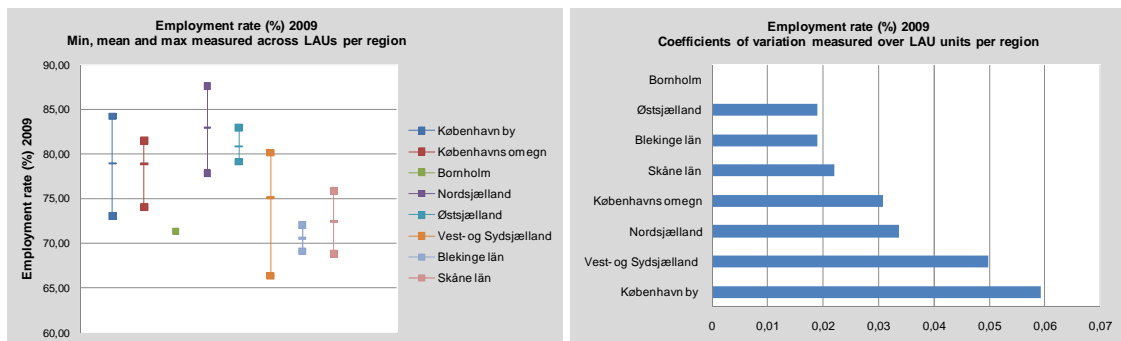 Employment rate (%) 2009
Min, mean and max measured across LAUs per region
Employment rate (%) 2009
90,00
85,00
80,00
75,00
70,00
65,00
60,00
København by
Københavns omegn
Bornholm
Nordsjælland
Østsjælland
Vest- og Sydsjælland
Blekinge län
Skåne län
Employment rate (%) 2009
Coefficients of variation measured over LAU units per region
Bornholm
Østsjælland
Blekinge län
Skåne län
Københavns omegn
Nordsjælland
Vest- og Sydsjælland
København by
0 0,01 0,02 0,03 0,04 0,05 0,06 0,07